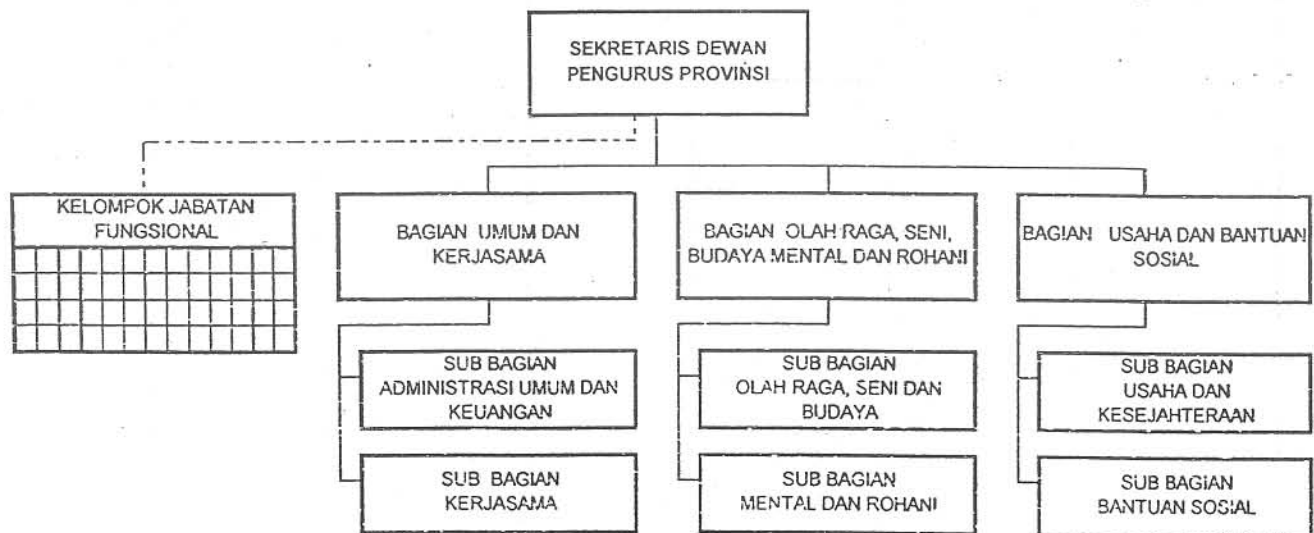 SEKRETARIS DEWAN
PENGURUS PROVINSI
KELOMPOK JABATAN
FUNGSIONAL
BAGIAN UMUM DAN
KERJASAMA
BAGIAN OLAH RAGA, SENI,
BUDAYA MENTAL DAN ROHANI
BAGIAN USAHA DAN BANTUAN
SOSIAL
SUB BAGIAN
ADMINISTRASI UMUM DAN
KEUANGAN
SUB BAGIAN
OLAH RAGA, SENI DAN
BUDAYA
SUB BAGIAN
USAHA DAN
KESEJAHTERAAN
SUB BAGIAN
KERJASAMA
SUB BAGIAN
MENTAL DAN ROHANI
SUB BAGIAN
BANTUAN SOSIAL